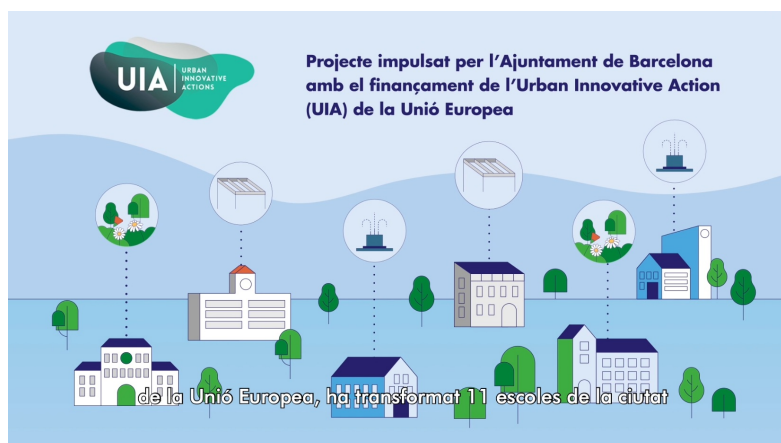 UIA
URBAN
INNOVATIVE
ACTIONS
Projecte impulsat per l’Ajuntament de Barcelona
amb el finançament de l’Urban Innovative Action
(UIA) de la Unió Europea
de la Unió Europea, ha transformat 11 escoles de la ciutat